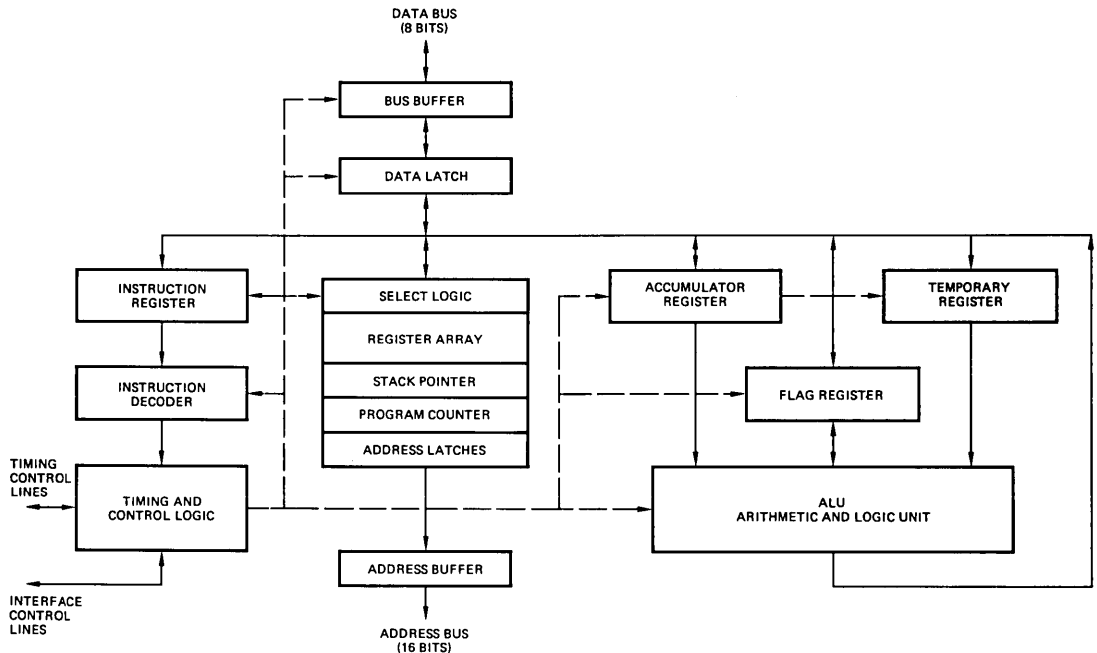 DATA BUS
(8 BITS)
BUS BUFFER
DATA LATCH
INSTRUCTION
REGISTER
SELECT LOGIC
ACCUMULATOR
REGISTER
TEMPORARY
REGISTER
REGISTER ARRAY
INSTRUCTION
DECODER
STACK POINTER
FLAG REGISTER
PROGRAM COUNTER
ADDRESS LATCHES
TIMING
CONTROL
LINES
TIMING AND
CONTROL LOGIC
ALU
ARITHMETIC AND LOGIC UNIT
ADDRESS BUFFER
INTERFACE
CONTROL
LINES
ADDRESS BUS
(16 BITS)